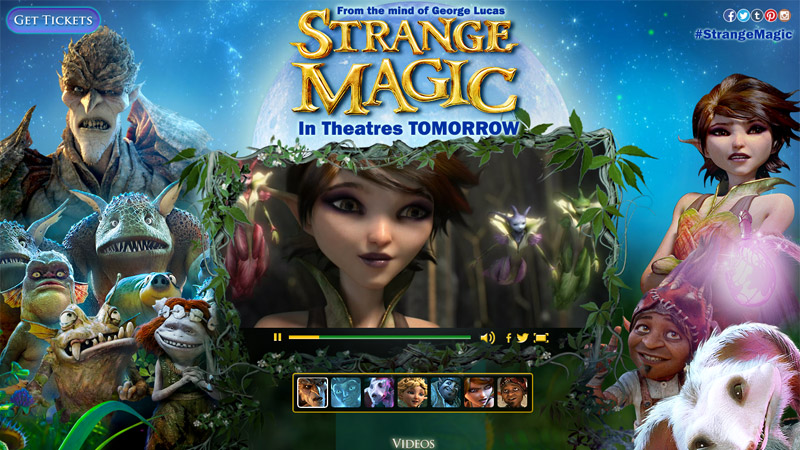 Get Tickets
From the mind of George Lucas
STRANGE
MAGIC
In Theatres TOMORROW
#StrangeMagic
Videos